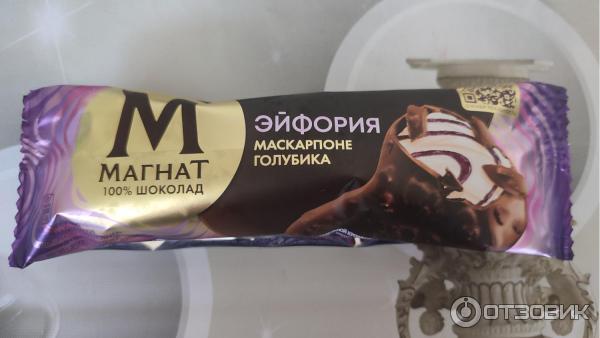 М
МАГНАТ
100% ШОКОЛАД
ЭЙФОРИЯ
МАСКАРПОНЕ
ГОЛУБИКА
ОТЗОВИК